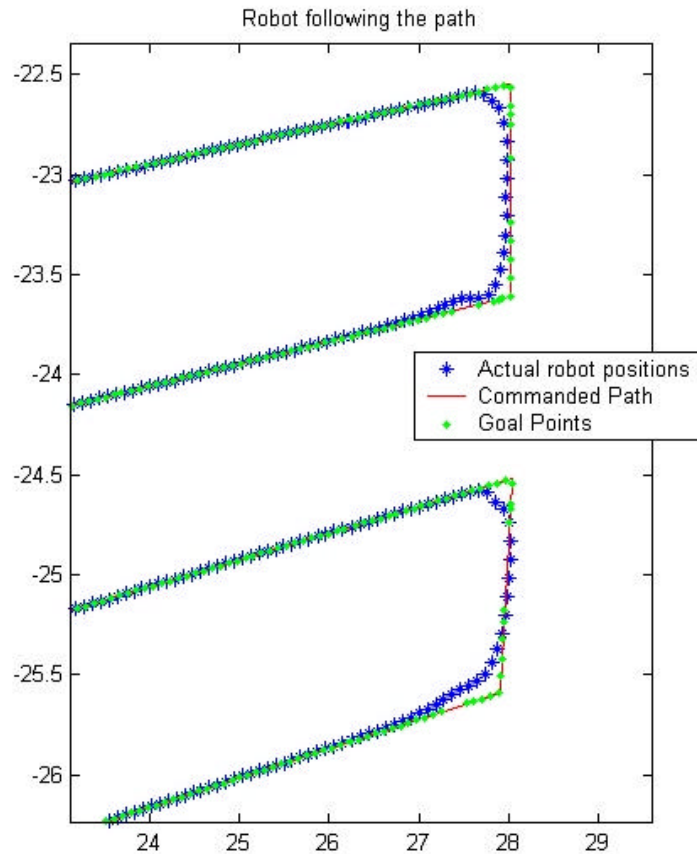 Robot following the path
-22.5
-23
-23.5
-24
-24.5
-25
-25.5
-26
Actual robot positions
Commanded Path
Goal Points
24 25 26 27 28 29